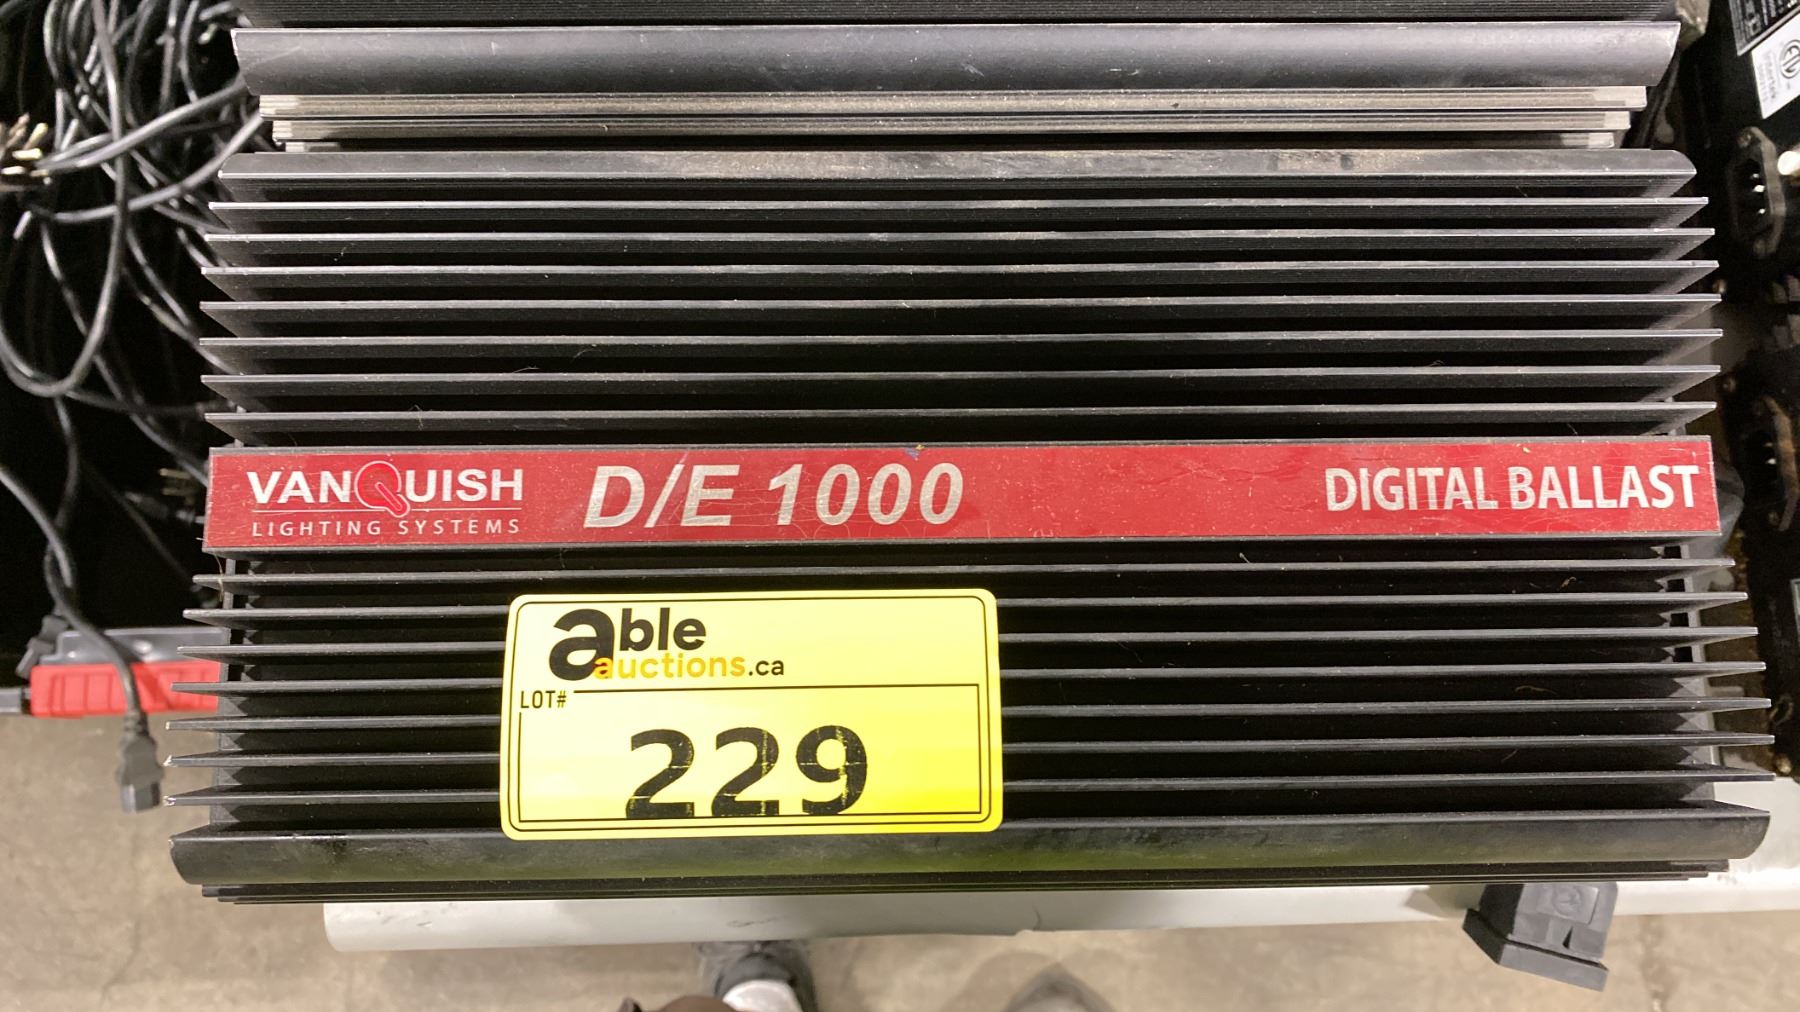 VANQUISH
LIGHTING SYSTEMS
D/E 1000
DIGITAL BALLAST
able
auctions.ca
LOT#
229